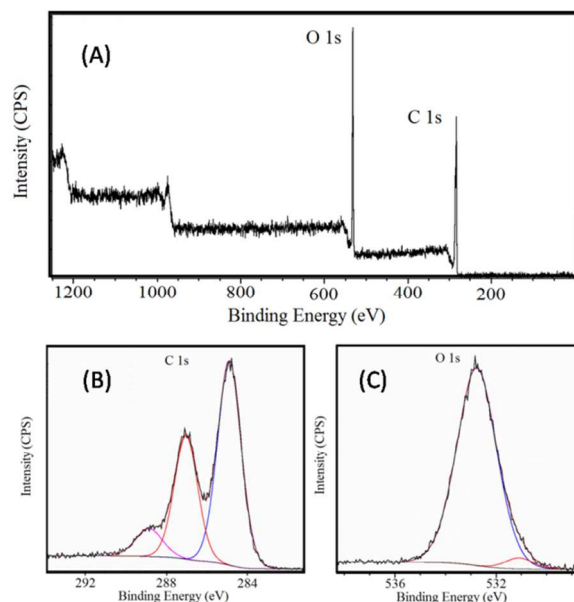 (A)
O 1s
C 1s
Intensity (CPS)
1200 1000 800 600 400 200
Binding Energy (eV)
(B)
C 1s
Intensity (CPS)
292 288 284
Binding Energy (eV)
(C)
O 1s
Intensity (CPS)
536 532
Binding Energy (eV)